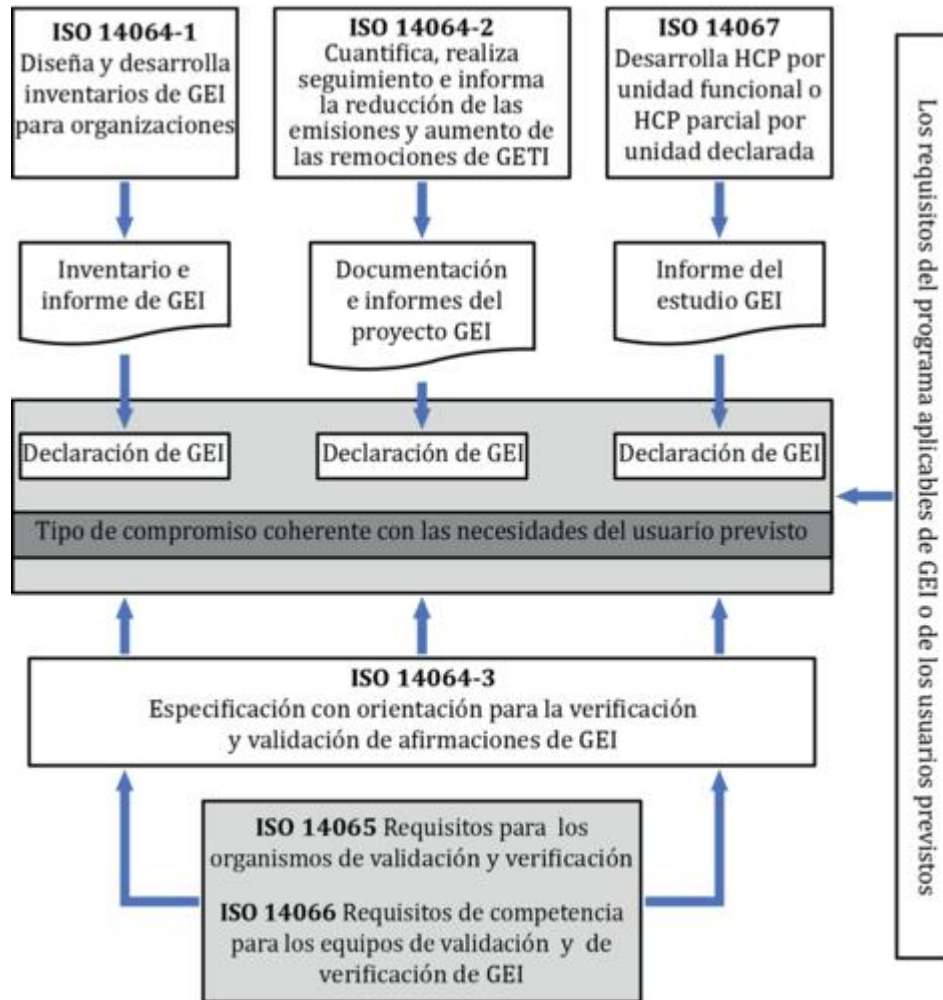 ISO 14064-1
Diseña y desarrolla
inventarios de GEI
para organizaciones
ISO 14064-2
Cuantifica, realiza
seguimiento e informa
la reducción de las
emisiones y aumento de
las remociones de GETI
ISO 14067
Desarrolla HCP por
unidad funcional o
HCP parcial por
unidad declarada
Inventario e
informe de GEI
Documentación
e informes del
proyecto GEI
Informe del
estudio GEI
Declaración de GEI
Declaración de GEI
Declaración de GEI
Tipo de compromiso coherente con las necesidades del usuario previsto
ISO 14064-3
Especificación con orientación para la verificación
y validación de afirmaciones de GEI
ISO 14065 Requisitos para los
organismos de validación y verificación
ISO 14066 Requisitos de competencia
para los equipos de validación y de
verificación de GEI
Los requisitos del programa aplicables de GEI o de los usuarios previstos